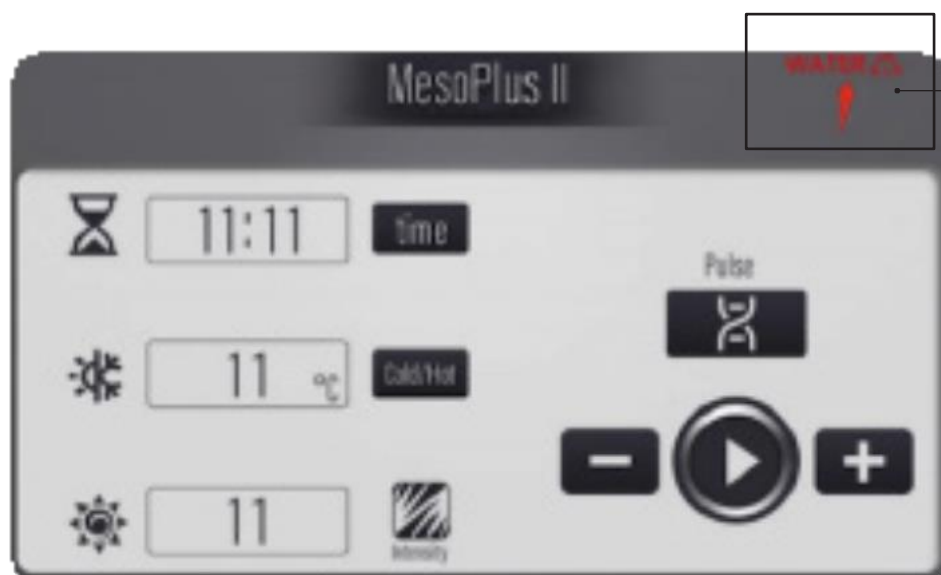 MesoPlus II
WATER
11:11
time
Pulse
11 °C
Cold/Hot
11
Intensity